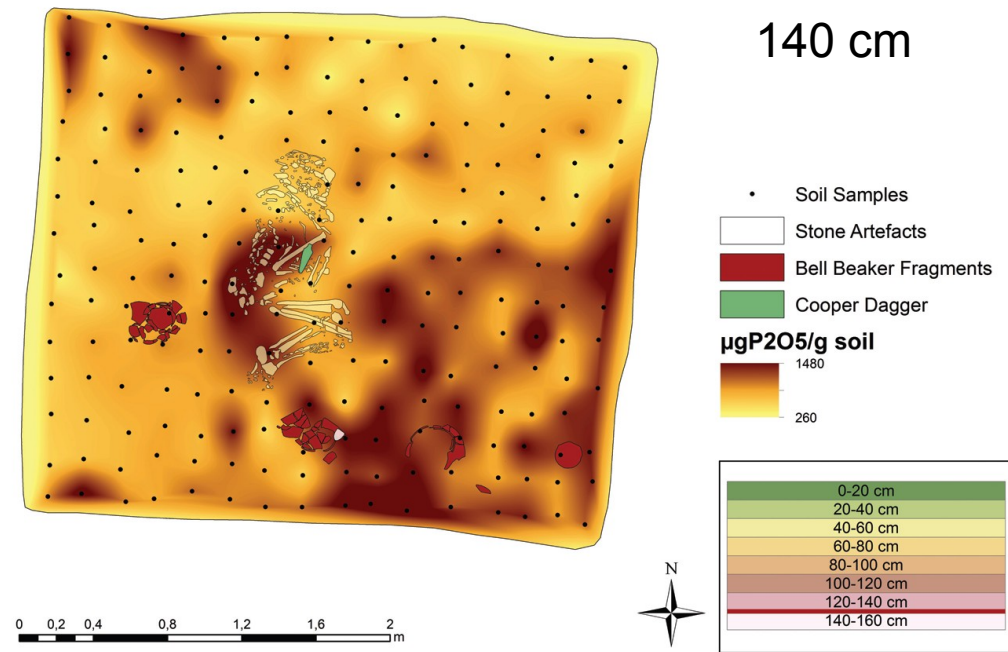 140 cm
Soil Samples
Stone Artefacts
Bell Beaker Fragments
Cooper Dagger
µgP2O5/g soil
1480
260
0-20 cm
20-40 cm
40-60 cm
60-80 cm
80-100 cm
100-120 cm
120-140 cm
140-160 cm
N
0 0,2 0,4 0,8 1,2 1,6 2
m